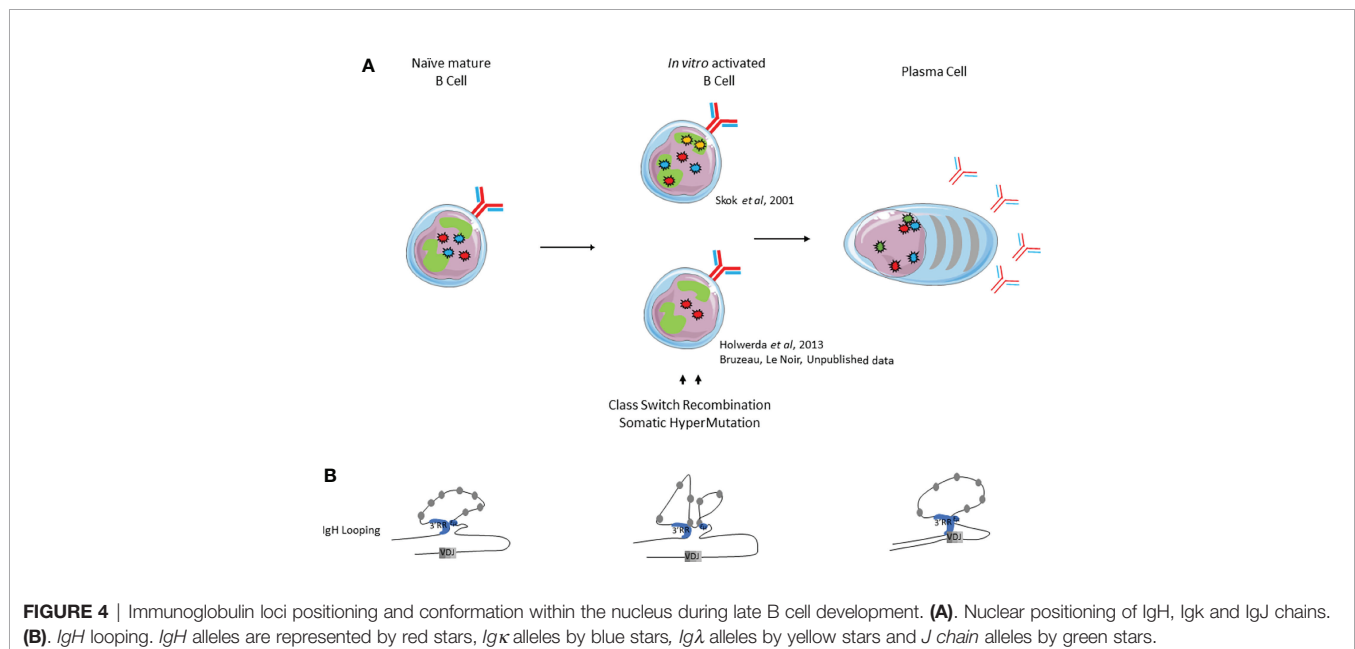 A
Naïve mature
B Cell
In vitro activated
B Cell
Plasma Cell
Skok et al, 2001
Holwerda et al, 2013
Bruzeau, Le Noir, Unpublished data
Class Switch Recombination
Somatic HyperMutation
B
IgH Looping
3'RR
VDJ
3'RR
VDJ
3'RR
VDJ
FIGURE 4 | Immunoglobulin loci positioning and conformation within the nucleus during late B cell development. (A). Nuclear positioning of IgH, Igk and IgJ chains.
(B). IgH looping. IgH alleles are represented by red stars, Igκ alleles by blue stars, Igλ alleles by yellow stars and J chain alleles by green stars.